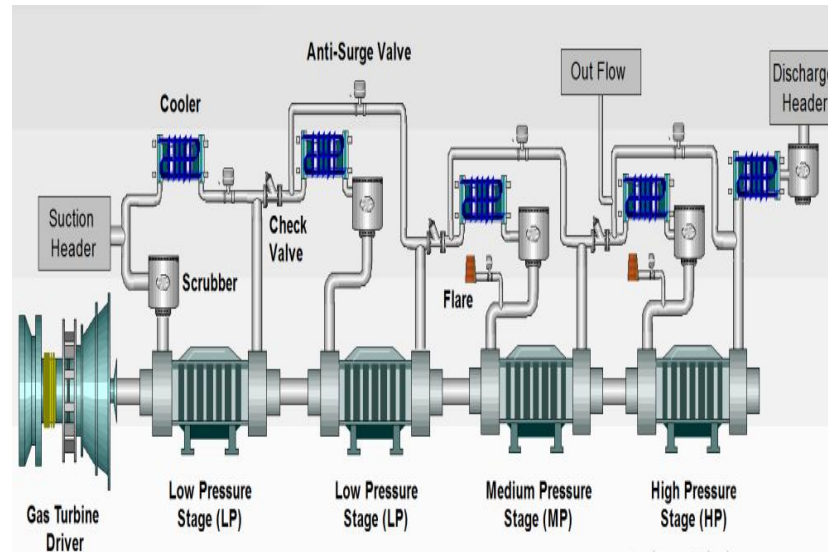 Anti-Surge Valve
Out Flow
Discharge
Header
Cooler
Suction
Header
Check
Valve
Scrubber
Flare
Gas Turbine
Driver
Low Pressure
Stage (LP)
Low Pressure
Stage (LP)
Medium Pressure
Stage (MP)
High Pressure
Stage (HP)